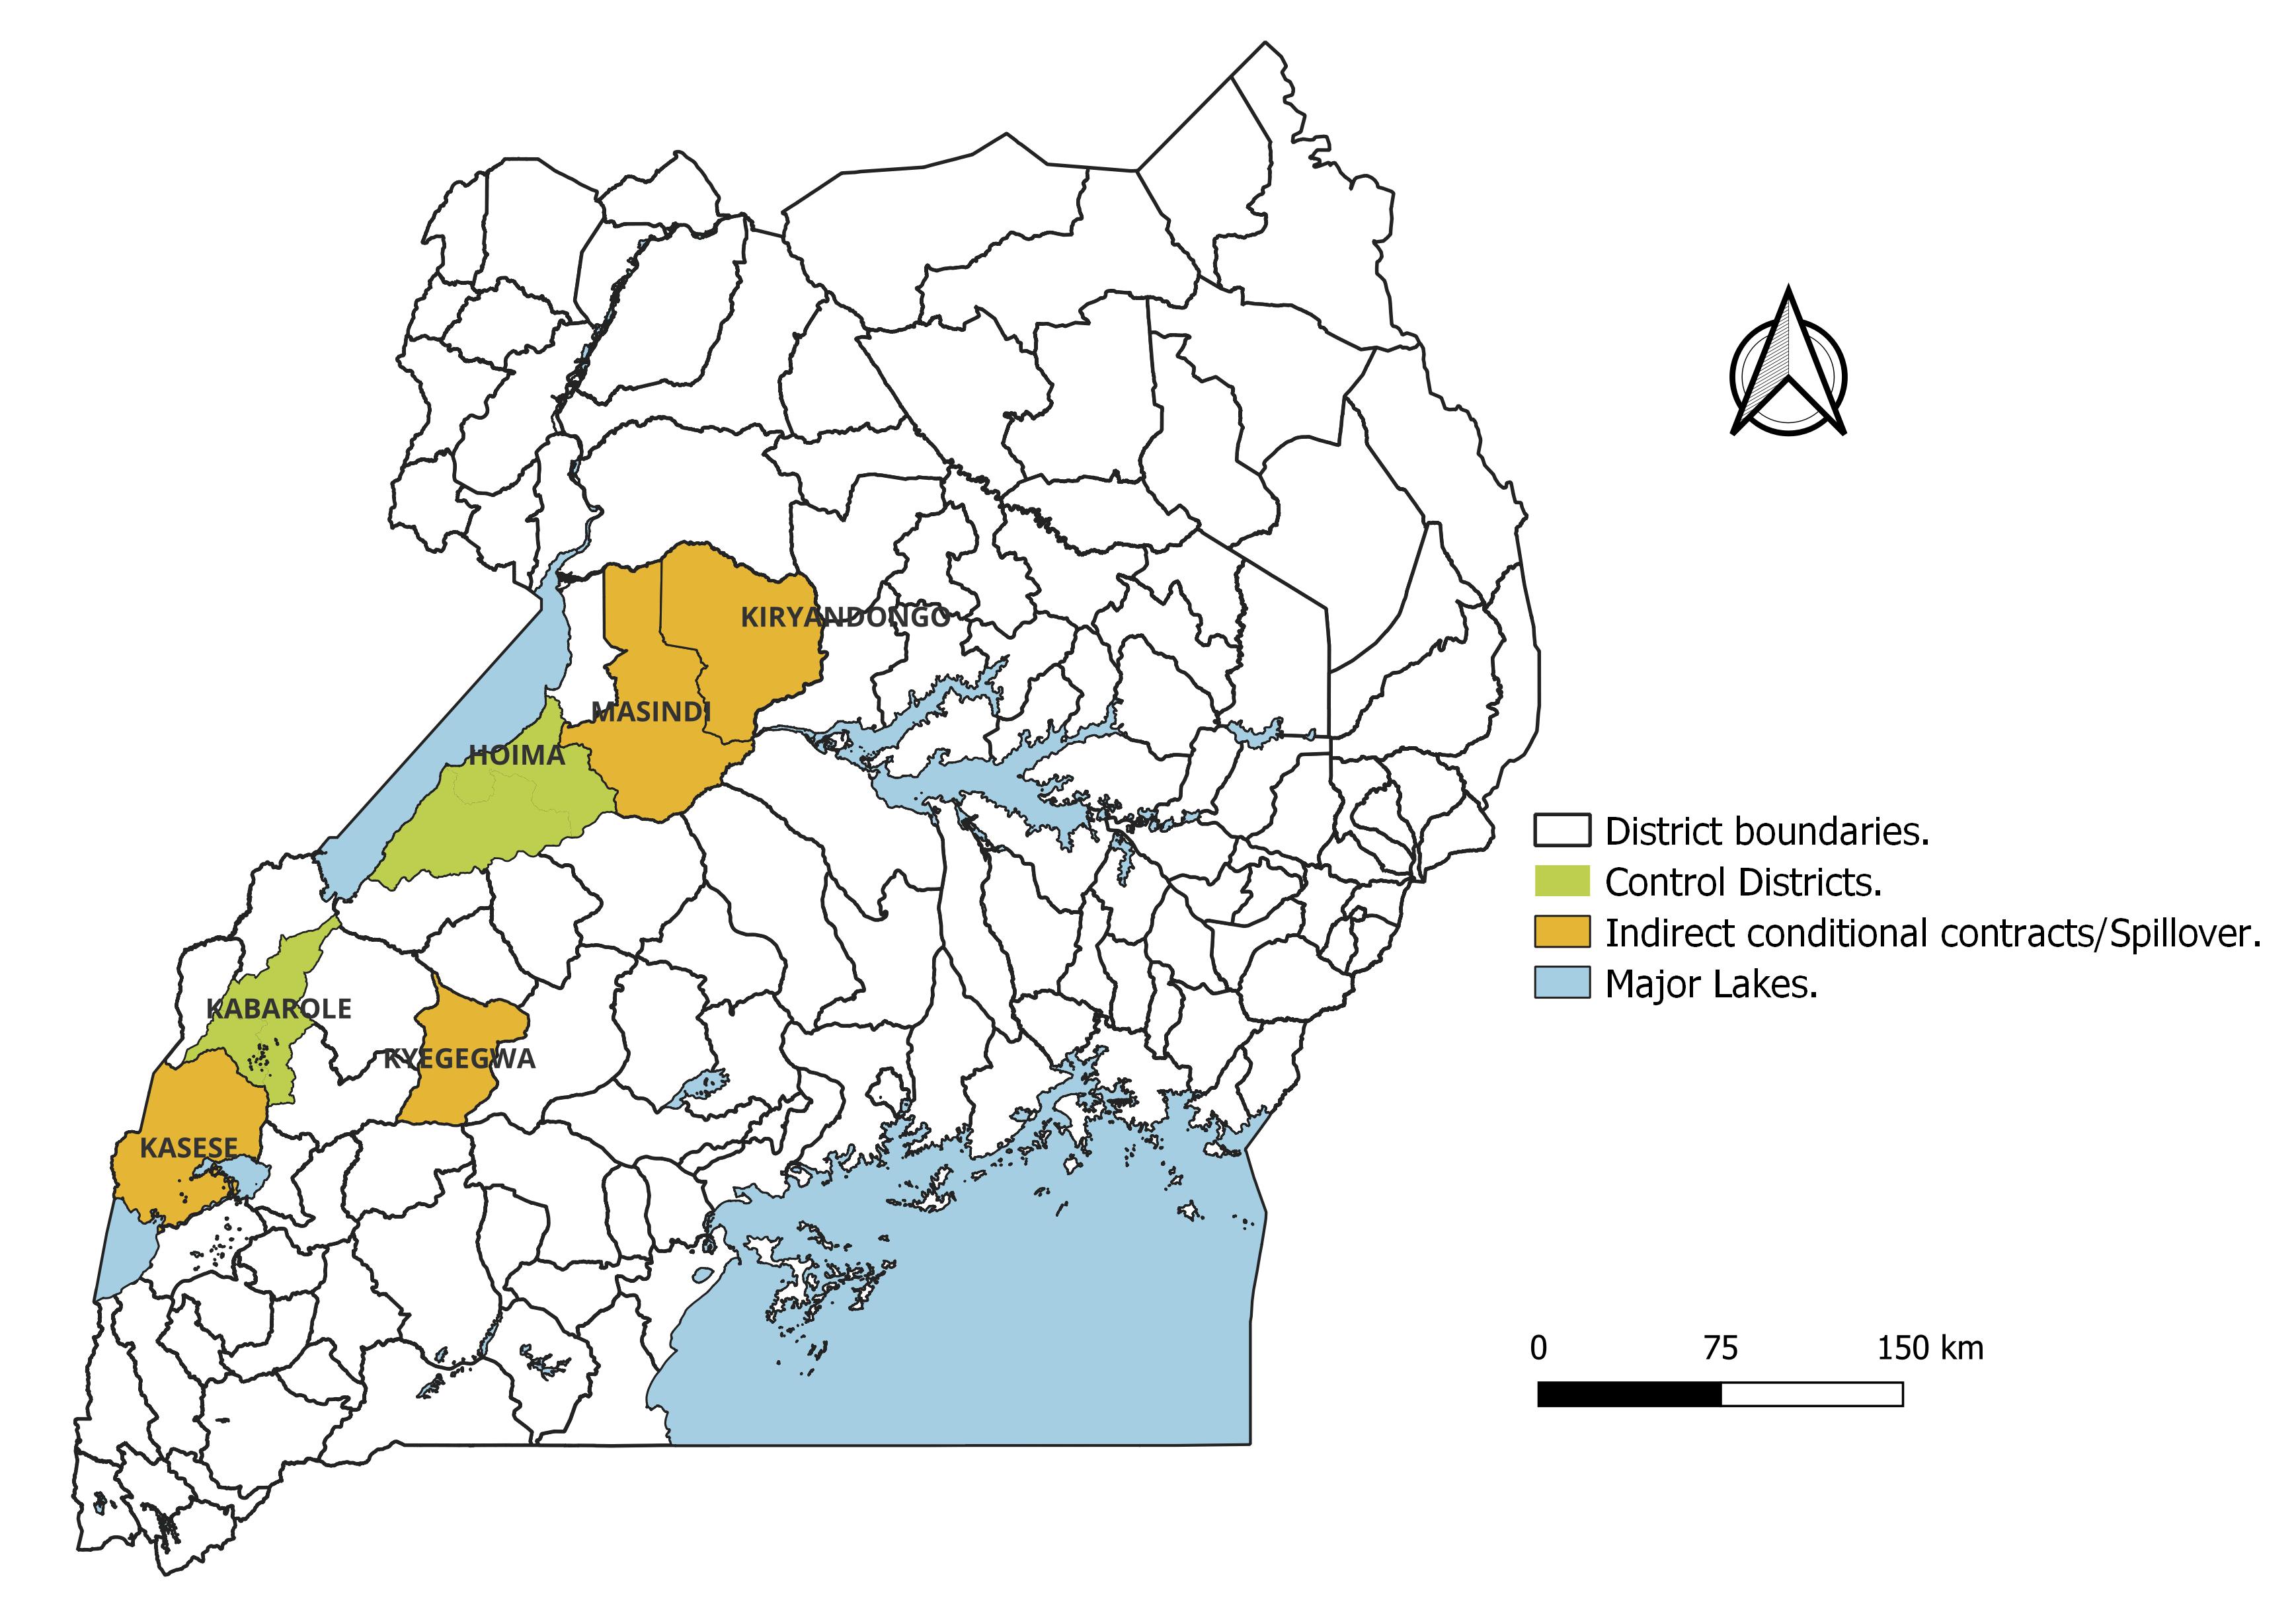 KIRYANDONGO
MASINDI
HOIMA
KABAROLE
KYEGEGWA
KASESE
District boundaries.
Control Districts.
Indirect conditional contracts/Spillover.
Major Lakes.
0 75 150 km